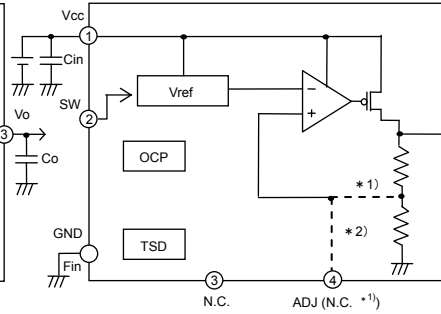 Vcc
1
Cin
Vref
SW
2
Vo
3
Co
−
+
OCP
*1)
*2)
GND
TSD
Fin
3
4
N.C.
ADJ (N.C. *1))